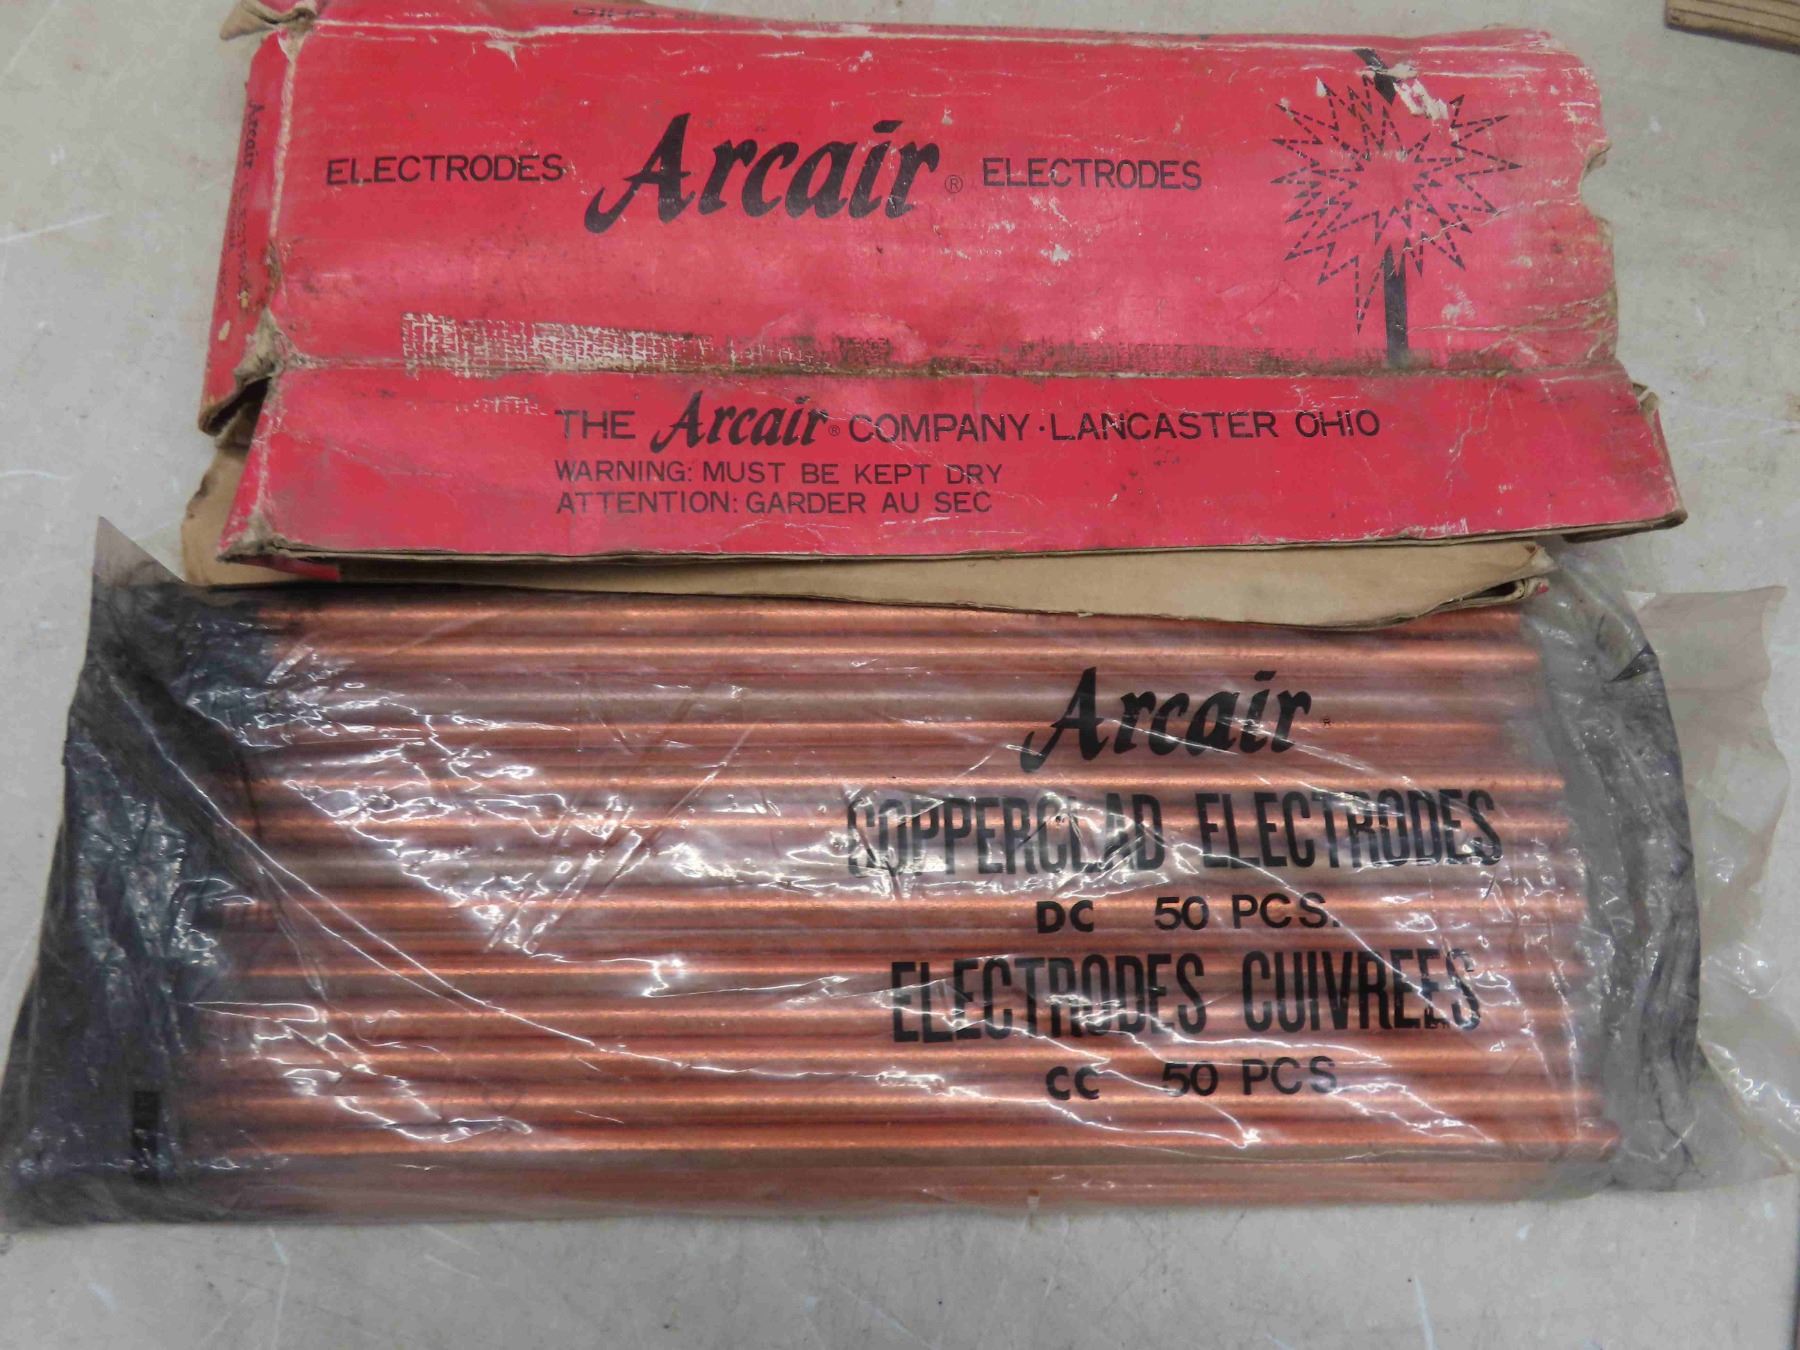 ELECTRODES Arcair® ELECTRODES
THE Arcair® COMPANY · LANCASTER OHIO
WARNING: MUST BE KEPT DRY
ATTENTION: GARDER AU SEC
Arcair
Arcair
COPPERCLAD ELECTRODES
DC 50 PCS.
ELECTRODES CUIVREES
CC 50 PCS.